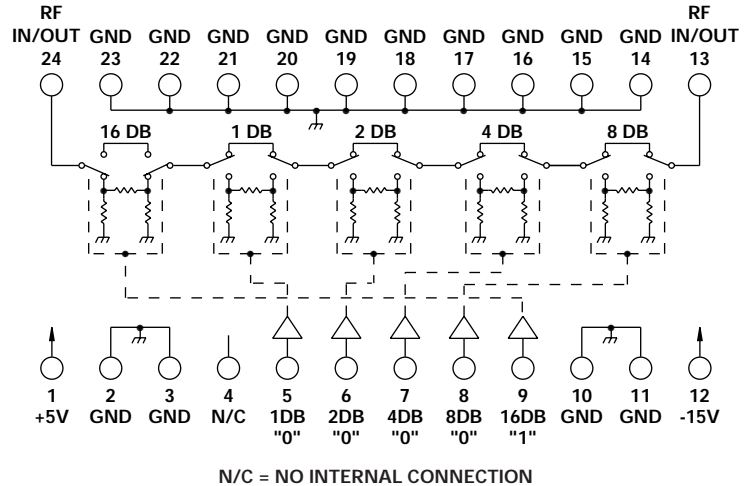 RF RF
IN/OUT GND GND GND GND GND GND GND GND GND GND IN/OUT
24 23 22 21 20 19 18 17 16 15 14 13
16 DB 1 DB 2 DB 4 DB 8 DB
1 2 3 4 5 6 7 8 9 10 11 12
+5V GND GND N/C 1DB 2DB 4DB 8DB 16DB GND GND -15V
"0" "0" "0" "0" "1"
N/C = NO INTERNAL CONNECTION